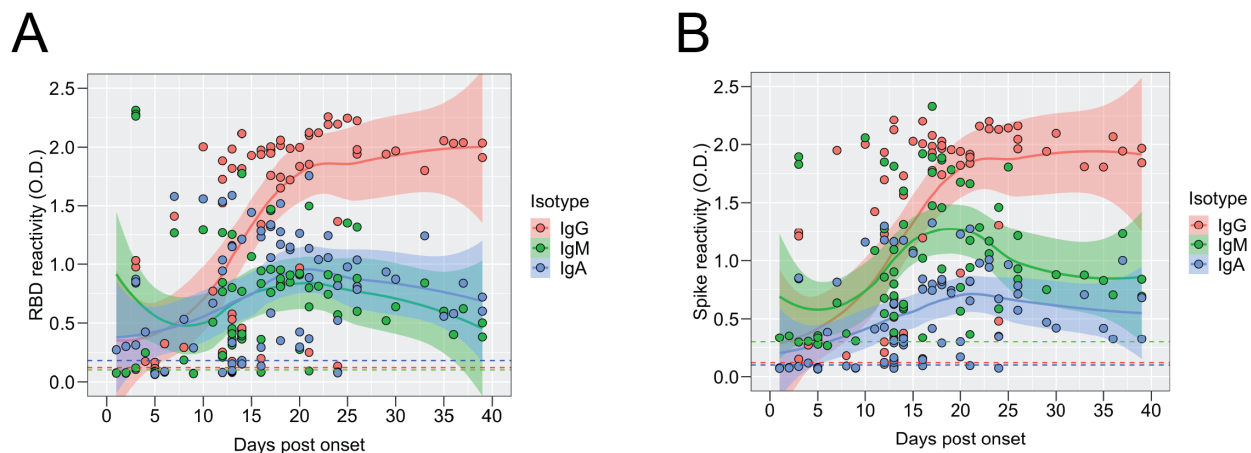 A
RBD reactivity (O.D.)
2.5
2.0
1.5
1.0
0.5
0.0
0 5 10 15 20 25 30 35 40
Days post onset
Isotype
IgG
IgM
IgA
B
Spike reactivity (O.D.)
2.5
2.0
1.5
1.0
0.5
0.0
0 5 10 15 20 25 30 35 40
Days post onset
Isotype
IgG
IgM
IgA